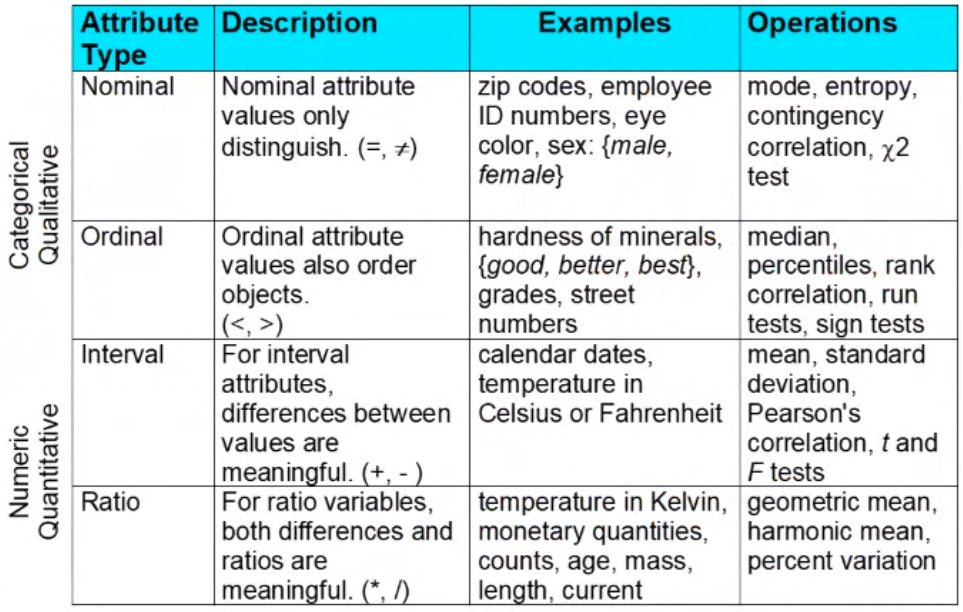 Attribute Type Description Examples Operations
Categorical Qualitative
Nominal
Nominal attribute
values only
distinguish. (=, ≠)
zip codes, employee
ID numbers, eye
color, sex: {male,
female}
mode, entropy,
contingency
correlation, χ2
test
Ordinal
Ordinal attribute
values also order
objects.
(<, >)
hardness of minerals,
{good, better, best},
grades, street
numbers
median,
percentiles, rank
correlation, run
tests, sign tests
Numeric Quantitative
Interval
For interval
attributes,
differences between
values are
meaningful. (+, - )
calendar dates,
temperature in
Celsius or Fahrenheit
mean, standard
deviation,
Pearson's
correlation, t and
F tests
Ratio
For ratio variables,
both differences and
ratios are
meaningful. (*, /)
temperature in Kelvin,
monetary quantities,
counts, age, mass,
length, current
geometric mean,
harmonic mean,
percent variation